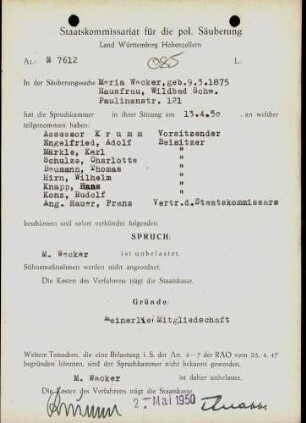 Staatskommissariat für die pol. Säuberung
Land Württemberg Hohenzollern
Az.: N 7612
L.
In der Säuberungssache Maria Wacker,geb.9.3.1875
Hausfrau, Wildbad Schw.
Paulinenstr. 121
hat die Spruchkammer in ihrer Sitzung am 13.4.50, an welcher
teilgenommen haben:
Assessor K r u m m Vorsitzender
Engelfried, Adolf Beisitzer
Märkle, Karl "
Schulze, Charlotte "
Baumann, Thomas "
Hirn, Wilhelm "
Knapp, Hans "
Konz, Rudolf "
Ang. Hauer, Franz Vertr.d.Staatskommissars
beschlossen und sofort verkündet folgenden
SPRUCH:
M. Wacker ist unbelastet.
Sühnemaßnahmen werden nicht angeordnet.
Die Kosten des Verfahrens trägt die Staatskasse.
Gründe:
Keinerlei Mitgliedschaft
Weitere Tatsachen, die eine Belastung i. S. der Art. 4–7 der RAO vom 25. 4. 47
begründen können, sind der Spruchkammer nicht bekannt geworden.
M. Wacker ist daher unbelastet.
Die Kosten des Verfahrens trägt die Staatskasse.
2. Mai 1950